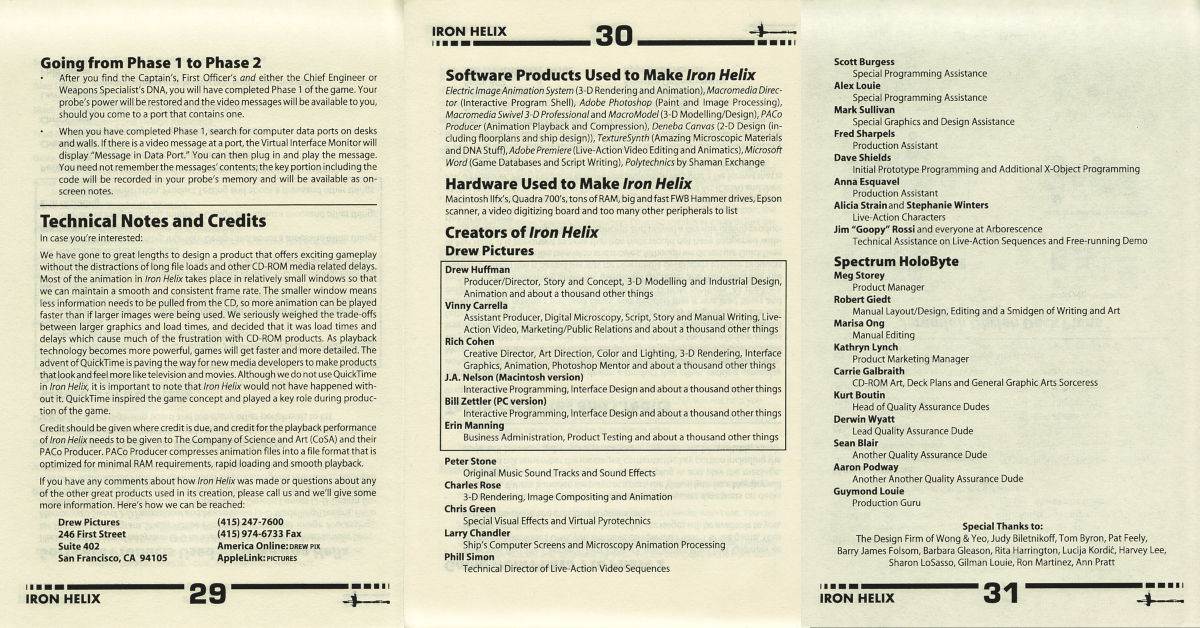 Going from Phase 1 to Phase 2
• After you find the Captain's, First Officer's and either the Chief Engineer or
Weapons Specialist's DNA, you will have completed Phase 1 of the game. Your
probe's power will be restored and the video messages will be available to you,
should you come to a port that contains one.
• When you have completed Phase 1, search for computer data ports on desks
and walls. If there is a video message at a port, the Virtual Interface Monitor will
display "Message in Data Port." You can then plug in and play the message.
You need not remember the messages' contents; the key portion including the
code will be recorded in your probe's memory and will be available as on-
screen notes.
Technical Notes and Credits
In case you're interested:
We have gone to great lengths to design a product that offers exciting gameplay
without the distractions of long file loads and other CD-ROM media related delays.
Most of the animation in Iron Helix takes place in relatively small windows so that
we can maintain a smooth and consistent frame rate. The smaller window means
less information needs to be pulled from the CD, so more animation can be played
faster than if larger images were being used. We seriously weighed the trade-offs
between larger graphics and load times, and decided that it was load times and
delays which cause much of the frustration with CD-ROM products. As playback
technology becomes more powerful, games will get faster and more detailed. The
advent of QuickTime is paving the way for new media developers to make products
that look and feel more like television and movies. Although we do not use QuickTime
in Iron Helix, it is important to note that Iron Helix would not have happened with-
out it. QuickTime inspired the game concept and played a key role during produc-
tion of the game.
Credit should be given where credit is due, and credit for the playback performance
of Iron Helix needs to be given to The Company of Science and Art (CoSA) and their
PACo Producer. PACo Producer compresses animation files into a file format that is
optimized for minimal RAM requirements, rapid loading and smooth playback.
If you have any comments about how Iron Helix was made or questions about any
of the other great products used in its creation, please call us and we'll give some
more information. Here's how we can be reached:
Drew Pictures (415) 247-7600
246 First Street (415) 974-6733 Fax
Suite 402 America Online: DREW PIX
San Francisco, CA 94105 AppleLink: PICTURES
IRON HELIX 29
IRON HELIX 30
Software Products Used to Make Iron Helix
Electric Image Animation System (3-D Rendering and Animation), Macromedia Direc-
tor (Interactive Program Shell), Adobe Photoshop (Paint and Image Processing),
Macromedia Swivel 3-D Professional and MacroModel (3-D Modelling/Design), PACo
Producer (Animation Playback and Compression), Deneba Canvas (2-D Design (in-
cluding floorplans and ship design)), TextureSynth (Amazing Microscopic Materials
and DNA Stuff), Adobe Premiere (Live-Action Video Editing and Animatics), Microsoft
Word (Game Databases and Script Writing), Polytechnics by Shaman Exchange
Hardware Used to Make Iron Helix
Macintosh IIfx's, Quadra 700's, tons of RAM, big and fast FWB Hammer drives, Epson
scanner, a video digitizing board and too many other peripherals to list
Creators of Iron Helix
Drew Pictures
Drew Huffman
Producer/Director, Story and Concept, 3-D Modelling and Industrial Design,
Animation and about a thousand other things
Vinny Carrella
Assistant Producer, Digital Microscopy, Script, Story and Manual Writing, Live-
Action Video, Marketing/Public Relations and about a thousand other things
Rich Cohen
Creative Director, Art Direction, Color and Lighting, 3-D Rendering, Interface
Graphics, Animation, Photoshop Mentor and about a thousand other things
J.A. Nelson (Macintosh version)
Interactive Programming, Interface Design and about a thousand other things
Bill Zettler (PC version)
Interactive Programming, Interface Design and about a thousand other things
Erin Manning
Business Administration, Product Testing and about a thousand other things
Peter Stone
Original Music Sound Tracks and Sound Effects
Charles Rose
3-D Rendering, Image Compositing and Animation
Chris Green
Special Visual Effects and Virtual Pyrotechnics
Larry Chandler
Ship's Computer Screens and Microscopy Animation Processing
Phill Simon
Technical Director of Live-Action Video Sequences
Scott Burgess
Special Programming Assistance
Alex Louie
Special Programming Assistance
Mark Sullivan
Special Graphics and Design Assistance
Fred Sharpels
Production Assistant
Dave Shields
Initial Prototype Programming and Additional X-Object Programming
Anna Esquavel
Production Assistant
Alicia Strain and Stephanie Winters
Live-Action Characters
Jim "Goopy" Rossi and everyone at Arborescence
Technical Assistance on Live-Action Sequences and Free-running Demo
Spectrum HoloByte
Meg Storey
Product Manager
Robert Giedt
Manual Layout/Design, Editing and a Smidgen of Writing and Art
Marisa Ong
Manual Editing
Kathryn Lynch
Product Marketing Manager
Carrie Galbraith
CD-ROM Art, Deck Plans and General Graphic Arts Sorceress
Kurt Boutin
Head of Quality Assurance Dudes
Derwin Wyatt
Lead Quality Assurance Dude
Sean Blair
Another Quality Assurance Dude
Aaron Podway
Another Another Quality Assurance Dude
Guymond Louie
Production Guru
Special Thanks to:
The Design Firm of Wong & Yeo, Judy Biletnikoff, Tom Byron, Pat Feely,
Barry James Folsom, Barbara Gleason, Rita Harrington, Lucija Kordić, Harvey Lee,
Sharon LoSasso, Gilman Louie, Ron Martinez, Ann Pratt
IRON HELIX 31